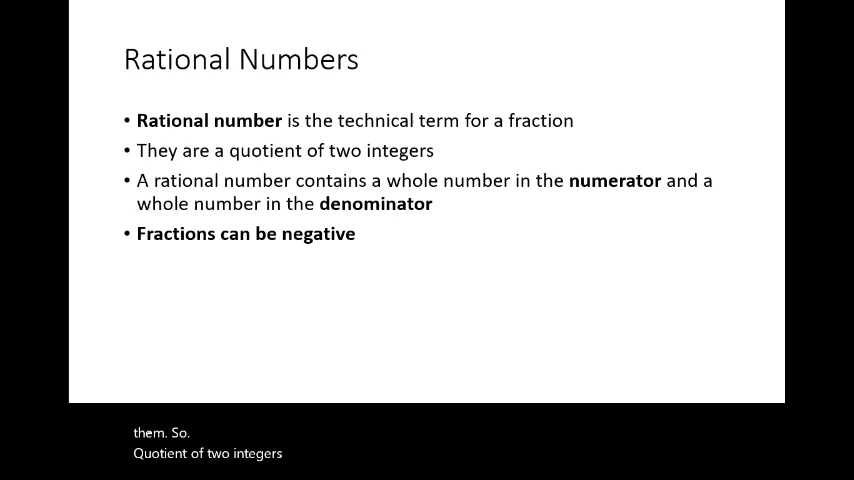 Rational Numbers
• Rational number is the technical term for a fraction
• They are a quotient of two integers
• A rational number contains a whole number in the numerator and a
whole number in the denominator
• Fractions can be negative
them. So.
Quotient of two integers